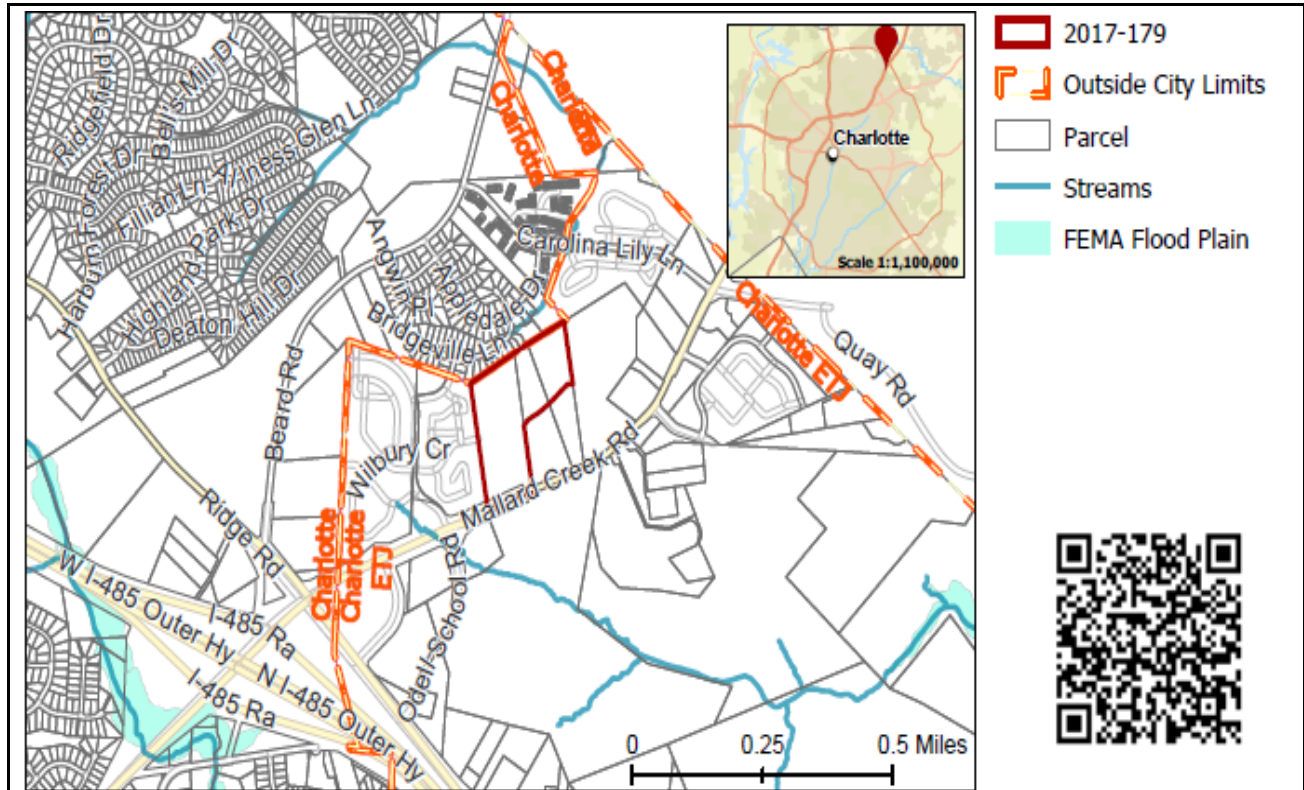 Ridgefield Dr
Bells Mill Dr
Harburn Forest Dr
Fillian Ln
Highland Park Dr
Deaton Hill Dr
Beard Rd
Angwin Pl
Appledale Dr
Bridgeville Ln
Carolina Lily Ln
Charlotte
Charlotte
Charlotte
Scale 1:1,100,000
Charlotte ETJ
Quay Rd
Wilbury Cr
Mallard Creek Rd
Odell-School Rd
Ridge Rd
Charlotte
Charlotte
ETJ
W I-485 Outer Hy
I-485 Ra
N I-485 Outer Hy
I-485 Ra
0 0.25 0.5 Miles
2017-179
Outside City Limits
Parcel
Streams
FEMA Flood Plain